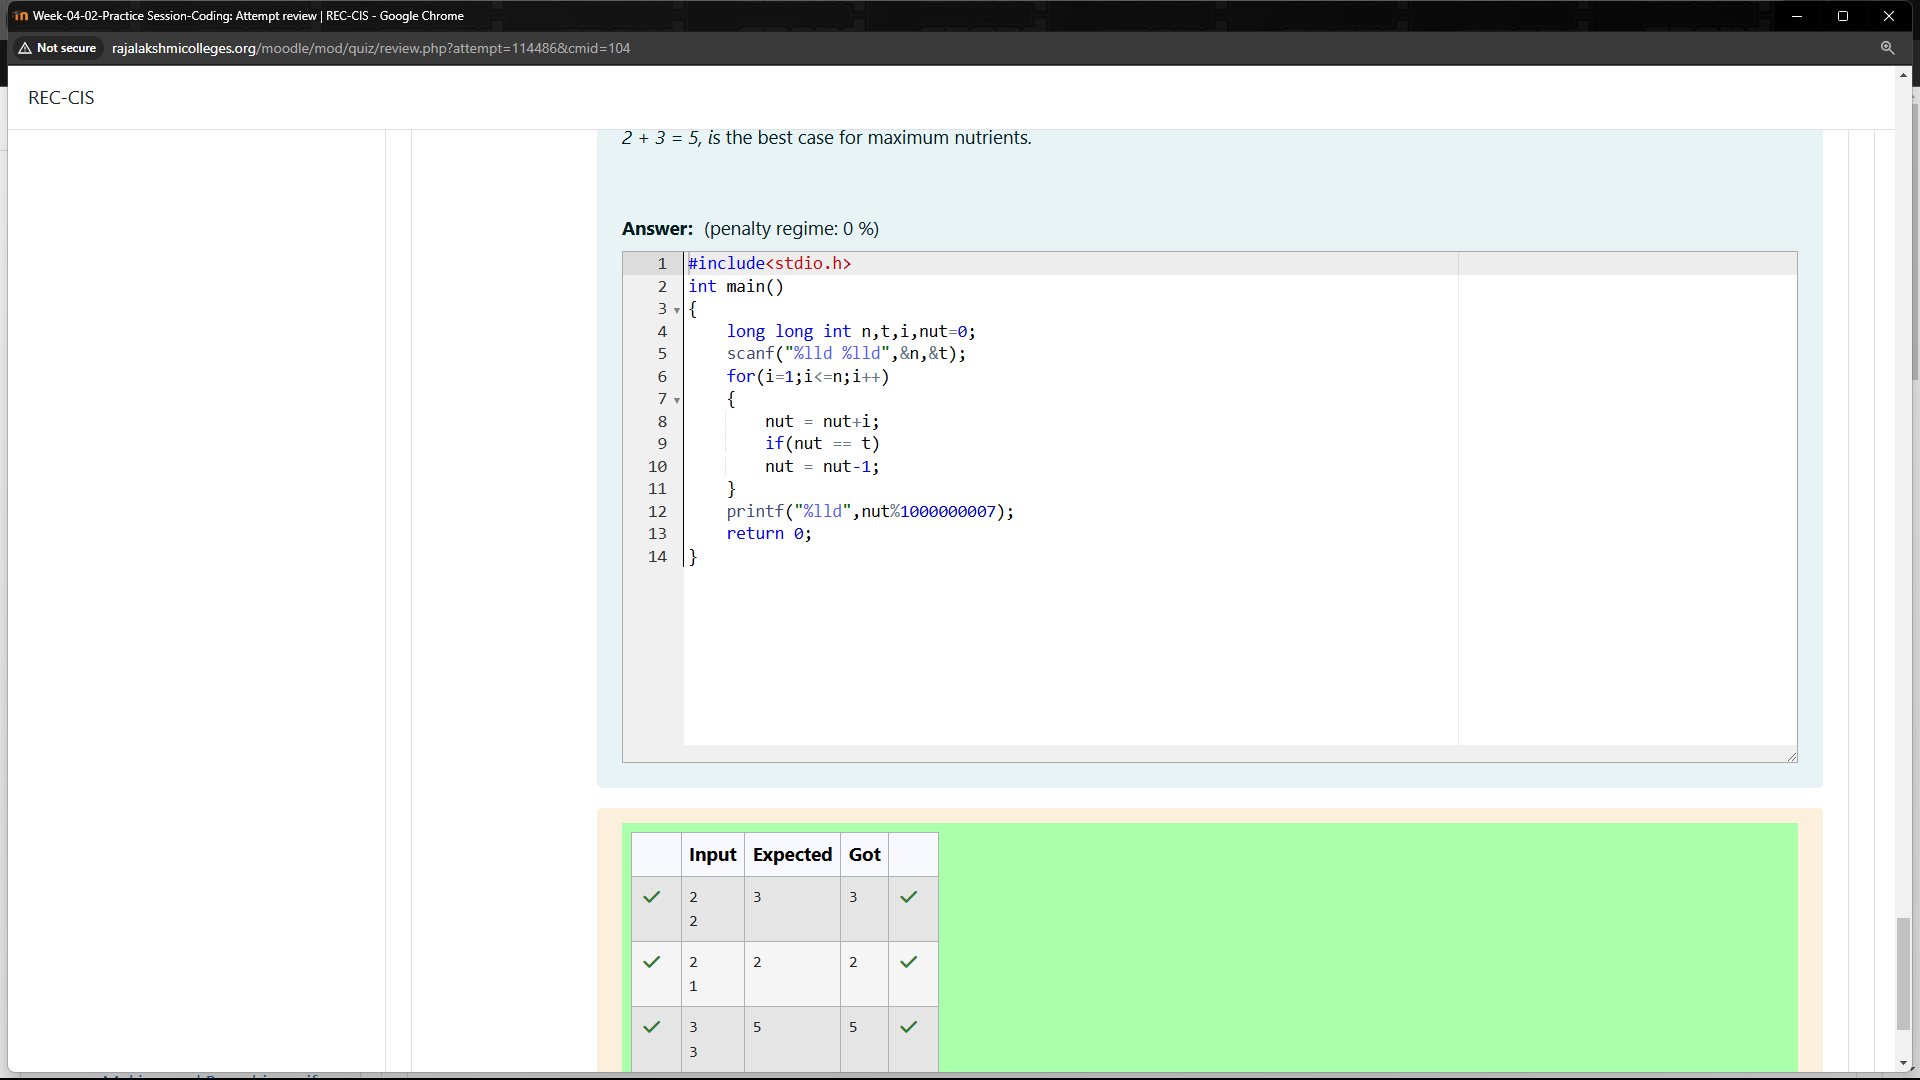 Week-04-02-Practice Session-Coding: Attempt review | REC-CIS - Google Chrome
Not secure rajalakshmicolleges.org/moodle/mod/quiz/review.php?attempt=114486&cmid=104
REC-CIS
2 + 3 = 5, is the best case for maximum nutrients.
Answer: (penalty regime: 0 %)
1 #include<stdio.h>
2 int main()
3 {
4 long long int n,t,i,nut=0;
5 scanf("%lld %lld",&n,&t);
6 for(i=1;i<=n;i++)
7 {
8 nut = nut+i;
9 if(nut == t)
10 nut = nut-1;
11 }
12 printf("%lld",nut%1000000007);
13 return 0;
14 }
Input Expected Got
2 3 3
2
2 2 2
1
3 5 5
3